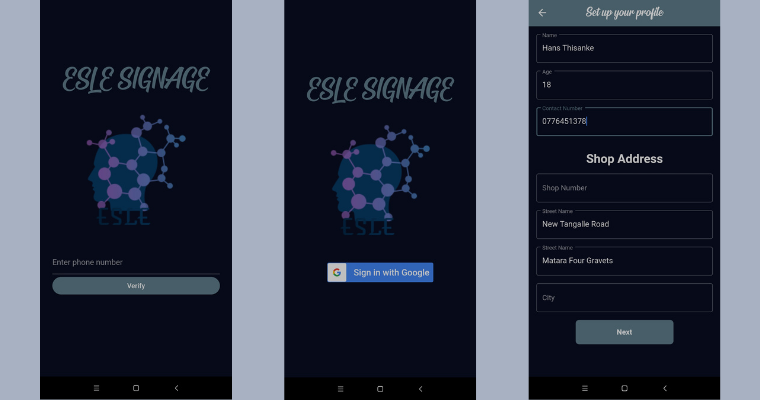 ESLE SIGNAGE
ESLE
Enter phone number
Verify
ESLE SIGNAGE
ESLE
Sign in with Google
Set up your profile
Name
Hans Thisanke
Age
18
Contact Number
0776451378
Shop Address
Shop Number
Street Name
New Tangalle Road
Street Name
Matara Four Gravets
City
Next